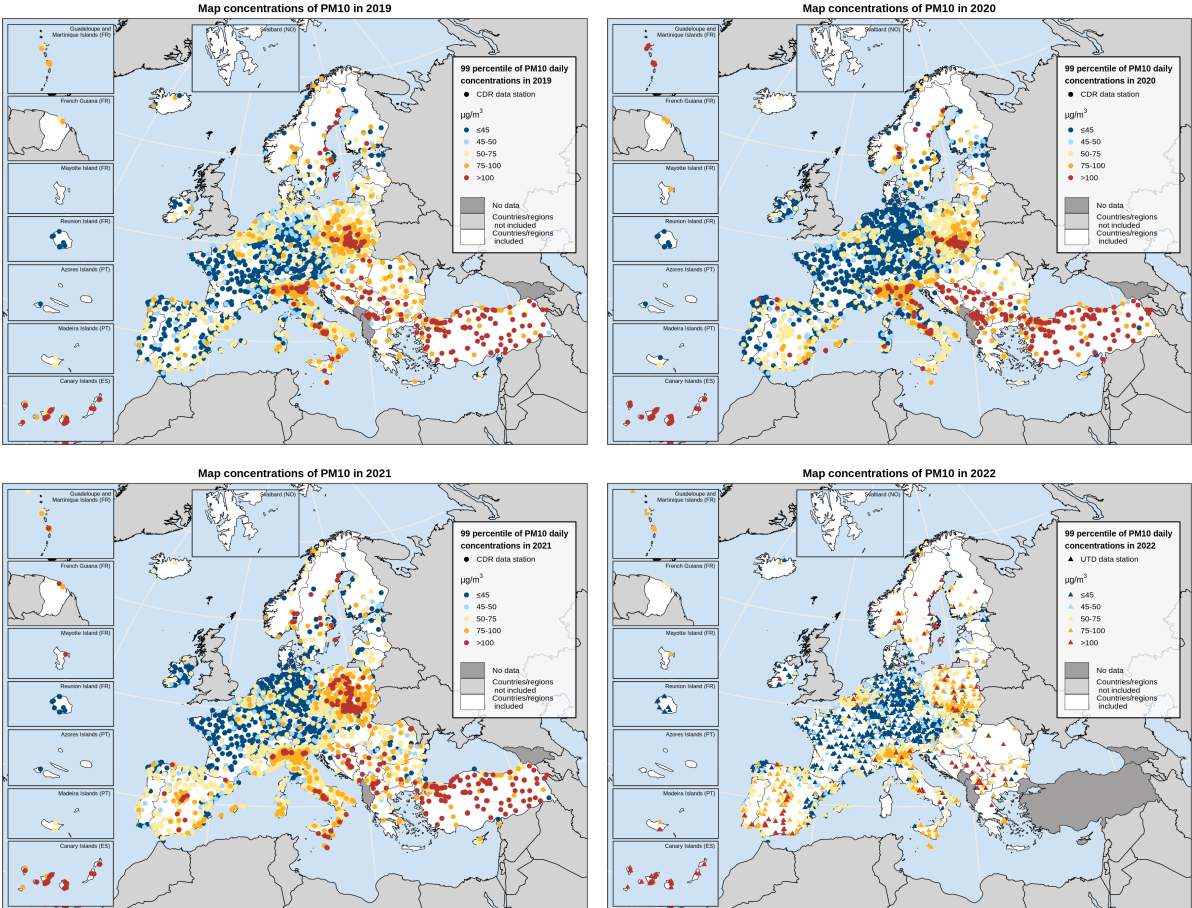 Map concentrations of PM10 in 2019
Guadeloupe and
Martinique Islands (FR)
Svalbard (NO)
French Guiana (FR)
Mayotte Island (FR)
Reunion Island (FR)
Azores Islands (PT)
Madeira Islands (PT)
Canary Islands (ES)
99 percentile of PM10 daily
concentrations in 2019
CDR data station
µg/m3
≤45
45-50
50-75
75-100
>100
No data
Countries/regions
not included
Countries/regions
included
Map concentrations of PM10 in 2020
Guadeloupe and
Martinique Islands (FR)
Svalbard (NO)
French Guiana (FR)
Mayotte Island (FR)
Reunion Island (FR)
Azores Islands (PT)
Madeira Islands (PT)
Canary Islands (ES)
99 percentile of PM10 daily
concentrations in 2020
CDR data station
µg/m3
≤45
45-50
50-75
75-100
>100
No data
Countries/regions
not included
Countries/regions
included
Map concentrations of PM10 in 2021
Guadeloupe and
Martinique Islands (FR)
Svalbard (NO)
French Guiana (FR)
Mayotte Island (FR)
Reunion Island (FR)
Azores Islands (PT)
Madeira Islands (PT)
Canary Islands (ES)
99 percentile of PM10 daily
concentrations in 2021
CDR data station
µg/m3
≤45
45-50
50-75
75-100
>100
No data
Countries/regions
not included
Countries/regions
included
Map concentrations of PM10 in 2022
Guadeloupe and
Martinique Islands (FR)
Svalbard (NO)
French Guiana (FR)
Mayotte Island (FR)
Reunion Island (FR)
Azores Islands (PT)
Madeira Islands (PT)
Canary Islands (ES)
99 percentile of PM10 daily
concentrations in 2022
UTD data station
µg/m3
≤45
45-50
50-75
75-100
>100
No data
Countries/regions
not included
Countries/regions
included